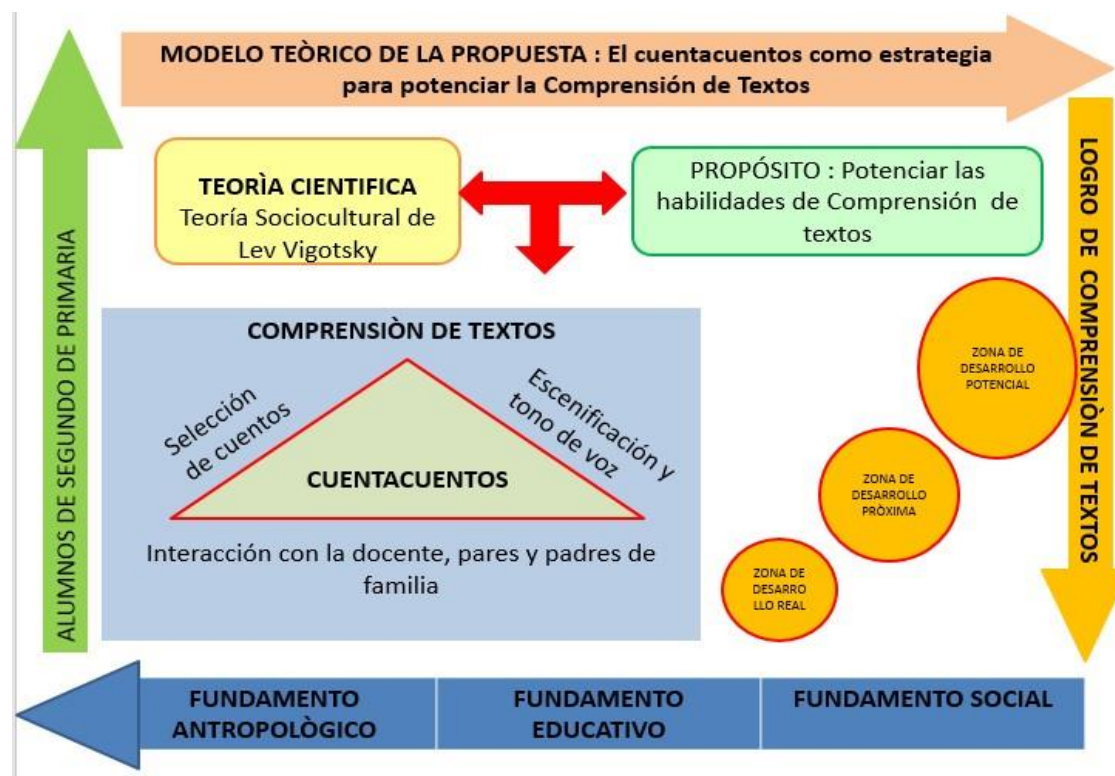 MODELO TEÒRICO DE LA PROPUESTA : El cuentacuentos como estrategia
para potenciar la Comprensión de Textos
ALUMNOS DE SEGUNDO DE PRIMARIA
TEORÌA CIENTIFICA
Teoría Sociocultural de
Lev Vigotsky
PROPÓSITO : Potenciar las
habilidades de Comprensión de
textos
LOGRO DE COMPRENSIÒN DE TEXTOS
COMPRENSIÒN DE TEXTOS
Selección
de cuentos
Escenificación y
tono de voz
CUENTACUENTOS
Interacción con la docente, pares y padres de
familia
ZONA DE
DESARROLLO
POTENCIAL
ZONA DE
DESARROLLO
PRÒXIMA
ZONA DE
DESARRO
LLO REAL
FUNDAMENTO
ANTROPOLÒGICO
FUNDAMENTO
EDUCATIVO
FUNDAMENTO SOCIAL